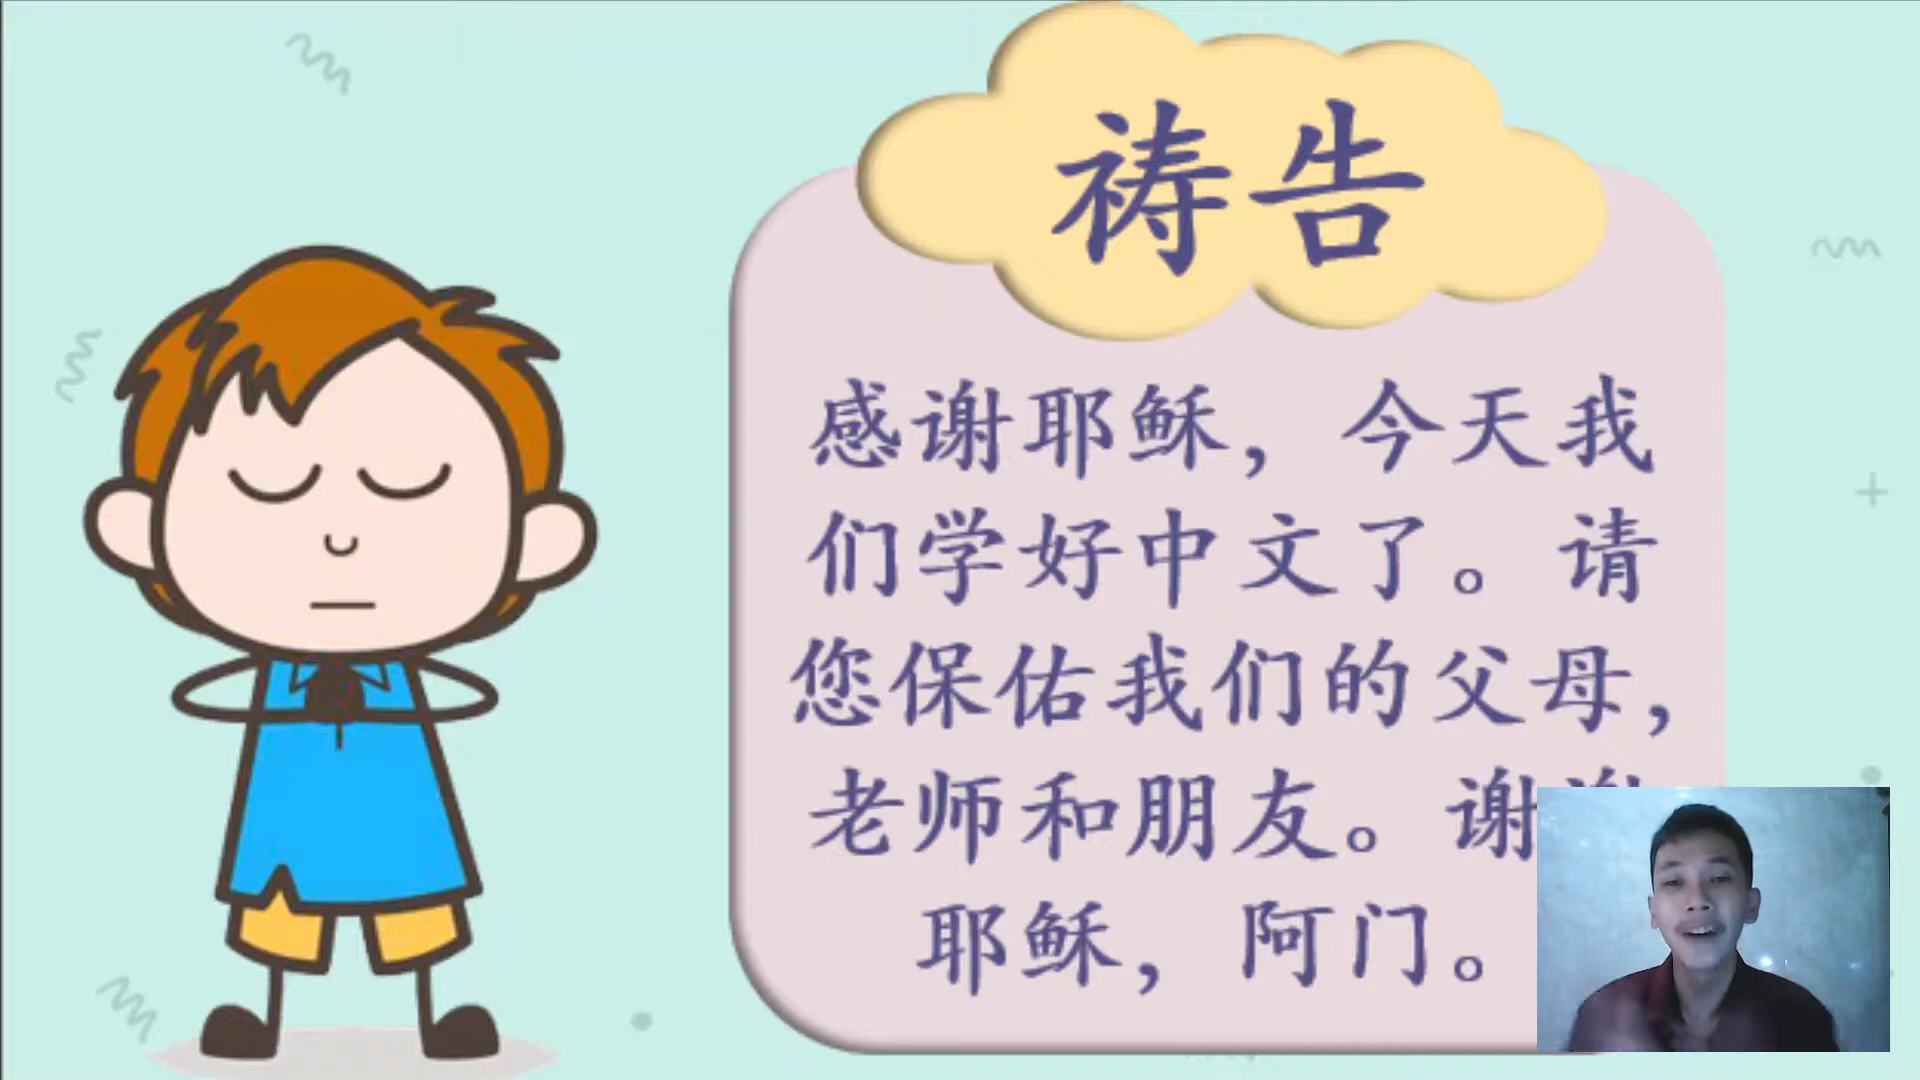 祷告
感谢耶稣，今天我
们学好中文了。请
您保佑我们的父母，
老师和朋友。谢谢
耶稣，阿门。